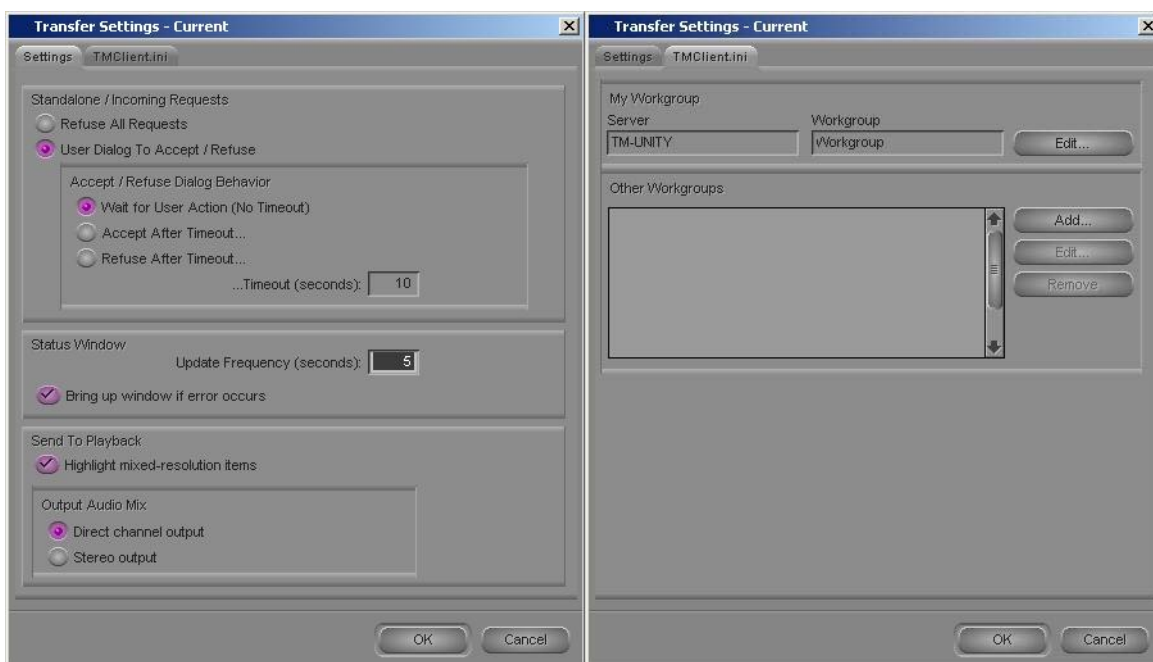 Transfer Settings - Current
Settings TMClient.ini
Standalone / Incoming Requests
Refuse All Requests
User Dialog To Accept / Refuse
Accept / Refuse Dialog Behavior
Wait for User Action (No Timeout)
Accept After Timeout...
Refuse After Timeout...
...Timeout (seconds): 10
Status Window
Update Frequency (seconds): 5
Bring up window if error occurs
Send To Playback
Highlight mixed-resolution items
Output Audio Mix
Direct channel output
Stereo output
OK Cancel
Transfer Settings - Current
Settings TMClient.ini
My Workgroup
Server Workgroup
TM-UNITY Workgroup Edit...
Other Workgroups
Add...
Edit...
Remove
OK Cancel